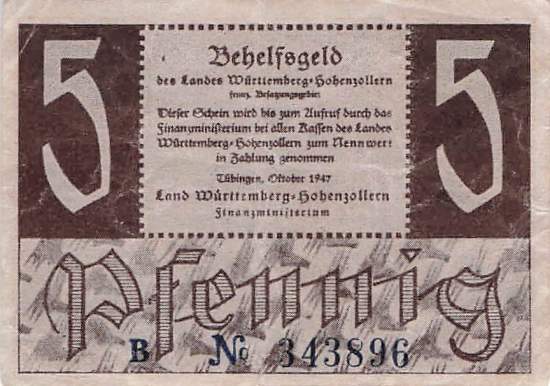 5 Behelfsgeld 5
des Landes Württemberg-Hohenzollern
franz. Besatzungsgebiet
Dieser Schein wird bis zum Aufruf durch das
Finanzministerium bei allen Kassen des Landes
Württemberg-Hohenzollern zum Nennwert
in Zahlung genommen
Tübingen, Oktober 1947
Land Württemberg-Hohenzollern
Finanzministerium
Pfennig
B № 343896